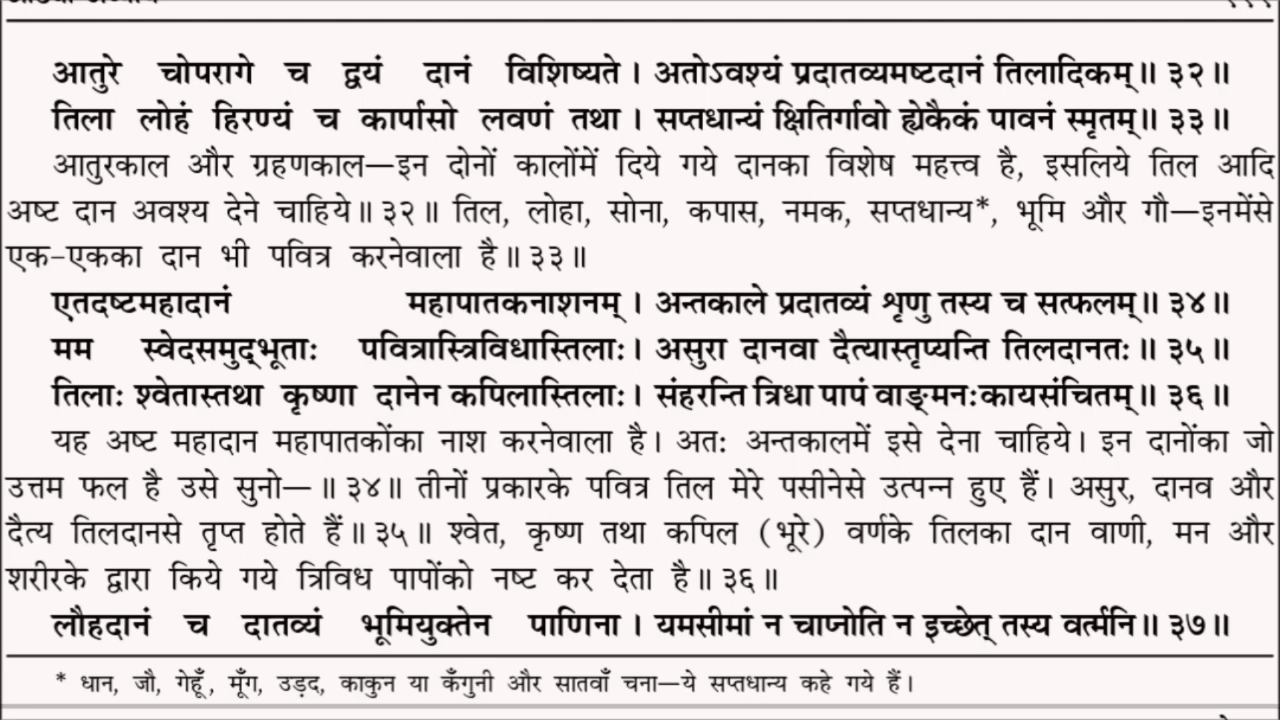 आतुरे चोपरागे च द्वयं दानं विशिष्यते। अतोऽवश्यं प्रदातव्यमष्टदानं तिलादिकम्॥ ३२॥
तिला लोहं हिरण्यं च कार्पासो लवणं तथा। सप्तधान्यं क्षितिर्गावो ह्येकैकं पावनं स्मृतम्॥ ३३॥
आतुरकाल और ग्रहणकाल—इन दोनों कालोंमें दिये गये दानका विशेष महत्त्व है, इसलिये तिल आदि
अष्ट दान अवश्य देने चाहिये॥ ३२॥ तिल, लोहा, सोना, कपास, नमक, सप्तधान्य*, भूमि और गौ—इनमेंसे
एक-एकका दान भी पवित्र करनेवाला है॥ ३३॥
एतदष्टमहादानं महापातकनाशनम्। अन्तकाले प्रदातव्यं शृणु तस्य च सत्फलम्॥ ३४॥
मम स्वेदसमुद्भूताः पवित्रास्त्रिविधास्तिलाः। असुरा दानवा दैत्यास्तृप्यन्ति तिलदानतः॥ ३५॥
तिलाः श्वेतास्तथा कृष्णा दानेन कपिलास्तिलाः। संहरन्ति त्रिधा पापं वाङ्मनःकायसंचितम्॥ ३६॥
यह अष्ट महादान महापातकोंका नाश करनेवाला है। अतः अन्तकालमें इसे देना चाहिये। इन दानोंका जो
उत्तम फल है उसे सुनो—॥ ३४॥ तीनों प्रकारके पवित्र तिल मेरे पसीनेसे उत्पन्न हुए हैं। असुर, दानव और
दैत्य तिलदानसे तृप्त होते हैं॥ ३५॥ श्वेत, कृष्ण तथा कपिल (भूरे) वर्णके तिलका दान वाणी, मन और
शरीरके द्वारा किये गये त्रिविध पापोंको नष्ट कर देता है॥ ३६॥
लौहदानं च दातव्यं भूमियुक्तेन पाणिना। यमसीमां न चाप्नोति न इच्छेत् तस्य वर्त्मनि॥ ३७॥
* धान, जौ, गेहूँ, मूँग, उड़द, काकुन या कँगुनी और सातवाँ चना—ये सप्तधान्य कहे गये हैं।